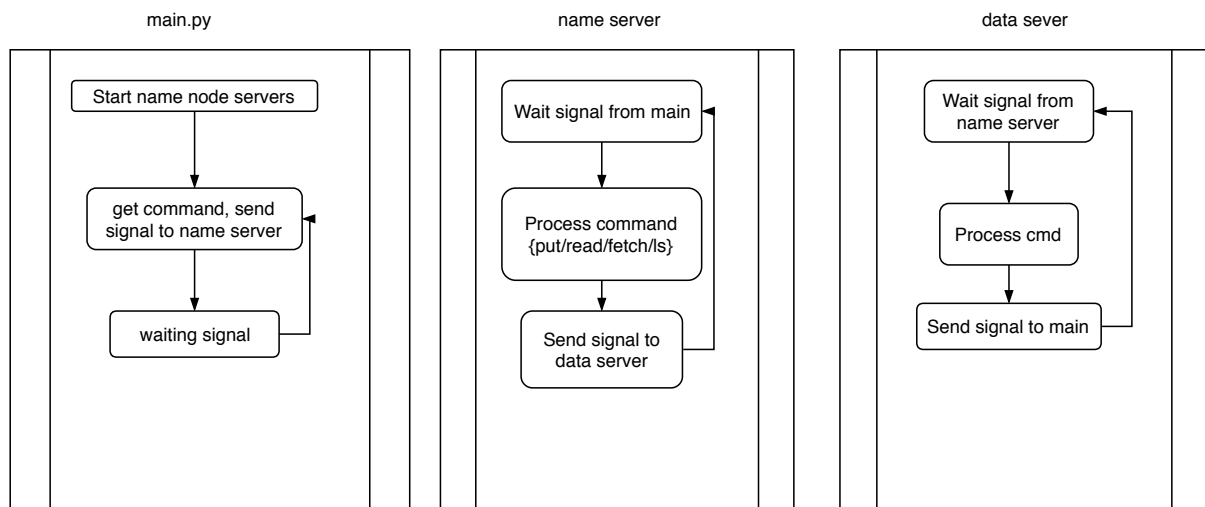 main.py
Start name node servers
get command, send
signal to name server
waiting signal
name server
Wait signal from main
Process command
{put/read/fetch/ls}
Send signal to
data server
data sever
Wait signal from
name server
Process cmd
Send signal to main